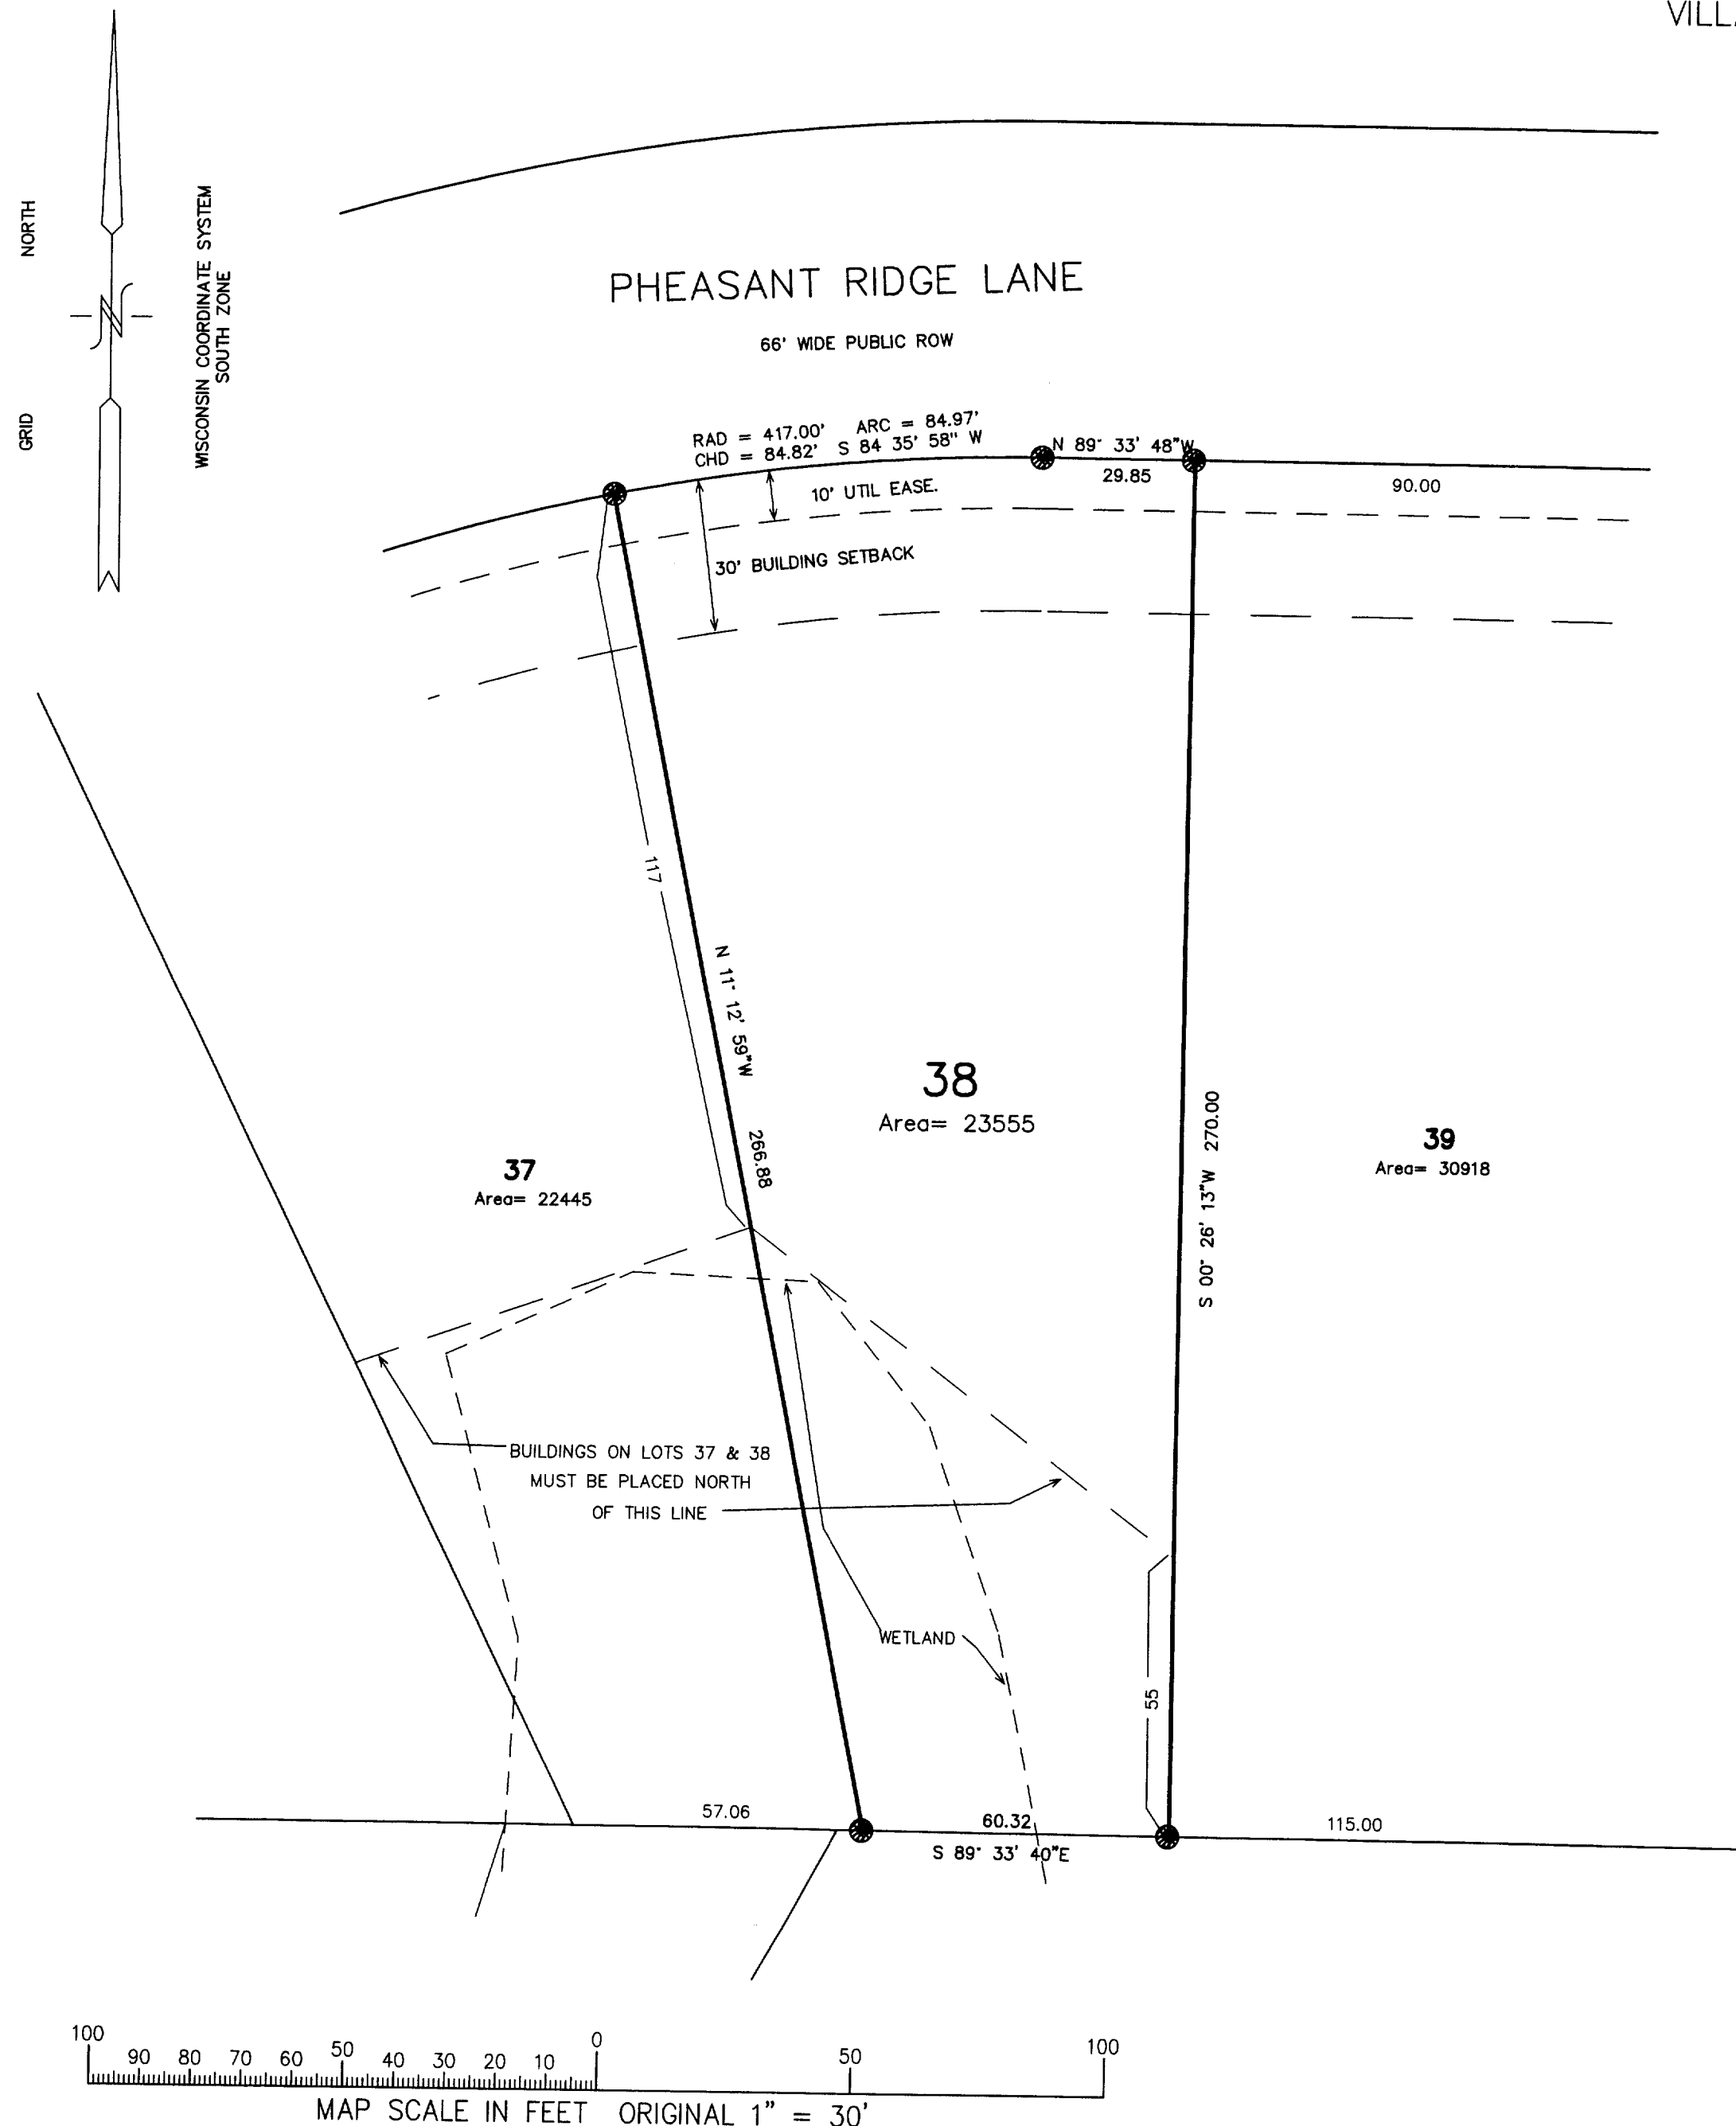 VILL
NORTH
GRID
WISCONSIN COORDINATE SYSTEM
SOUTH ZONE
N
PHEASANT RIDGE LANE
66' WIDE PUBLIC ROW
RAD = 417.00' ARC = 84.97'
CHD = 84.82' S 84 35' 58" W
N 89° 33' 48"W
29.85
90.00
10' UTIL EASE.
30' BUILDING SETBACK
117
N 11° 12' 59"W 266.88
38
Area= 23555
S 00° 26' 13"W 270.00
39
Area= 30918
37
Area= 22445
BUILDINGS ON LOTS 37 & 38
MUST BE PLACED NORTH
OF THIS LINE
WETLAND
55
57.06
60.32
115.00
S 89° 33' 40"E
100 90 80 70 60 50 40 30 20 10 0 50 100
MAP SCALE IN FEET ORIGINAL 1" = 30'